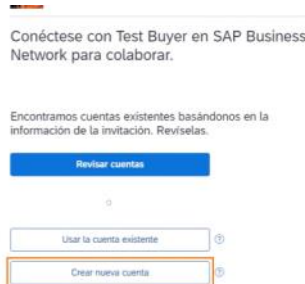 Conéctese con Test Buyer en SAP Business
Network para colaborar.
Encontramos cuentas existentes basándonos en la
información de la invitación. Revíselas.
Revisar cuentas
o
Usar la cuenta existente
Crear nueva cuenta